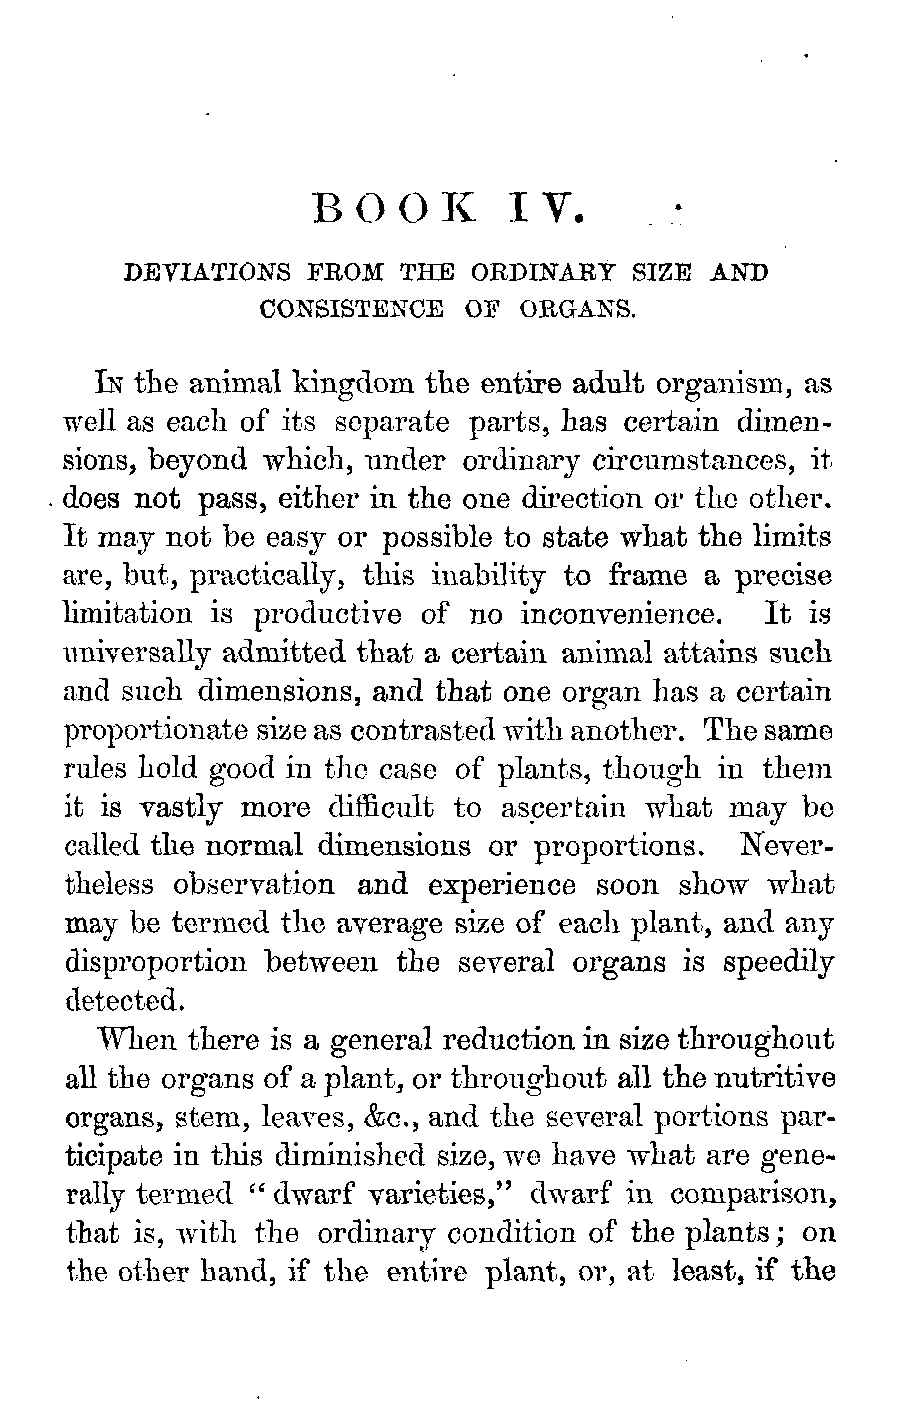 BOOK IV.
DEVIATIONS FROM THE ORDINARY SIZE AND
CONSISTENCE OF ORGANS.
In the animal kingdom the entire adult organism, as
well as each of its separate parts, has certain dimen-
sions, beyond which, under ordinary circumstances, it
does not pass, either in the one direction or the other.
It may not be easy or possible to state what the limits
are, but, practically, this inability to frame a precise
limitation is productive of no inconvenience. It is
universally admitted that a certain animal attains such
and such dimensions, and that one organ has a certain
proportionate size as contrasted with another. The same
rules hold good in the case of plants, though in them
it is vastly more difficult to ascertain what may be
called the normal dimensions or proportions. Never-
theless observation and experience soon show what
may be termed the average size of each plant, and any
disproportion between the several organs is speedily
detected.
When there is a general reduction in size throughout
all the organs of a plant, or throughout all the nutritive
organs, stem, leaves, &c., and the several portions par-
ticipate in this diminished size, we have what are gene-
rally termed “dwarf varieties,” dwarf in comparison,
that is, with the ordinary condition of the plants; on
the other hand, if the entire plant, or, at least, if the